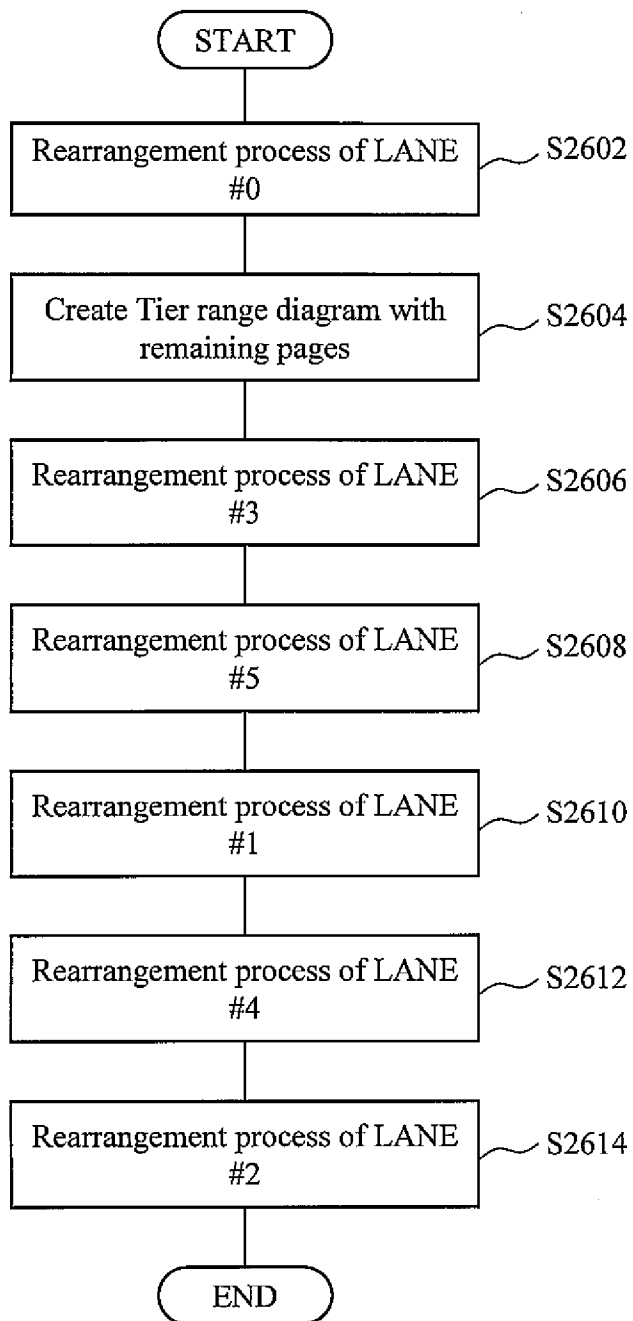 START
Rearrangement process of LANE
#0
S2602
Create Tier range diagram with
remaining pages
S2604
Rearrangement process of LANE
#3
S2606
Rearrangement process of LANE
#5
S2608
Rearrangement process of LANE
#1
S2610
Rearrangement process of LANE
#4
S2612
Rearrangement process of LANE
#2
S2614
END